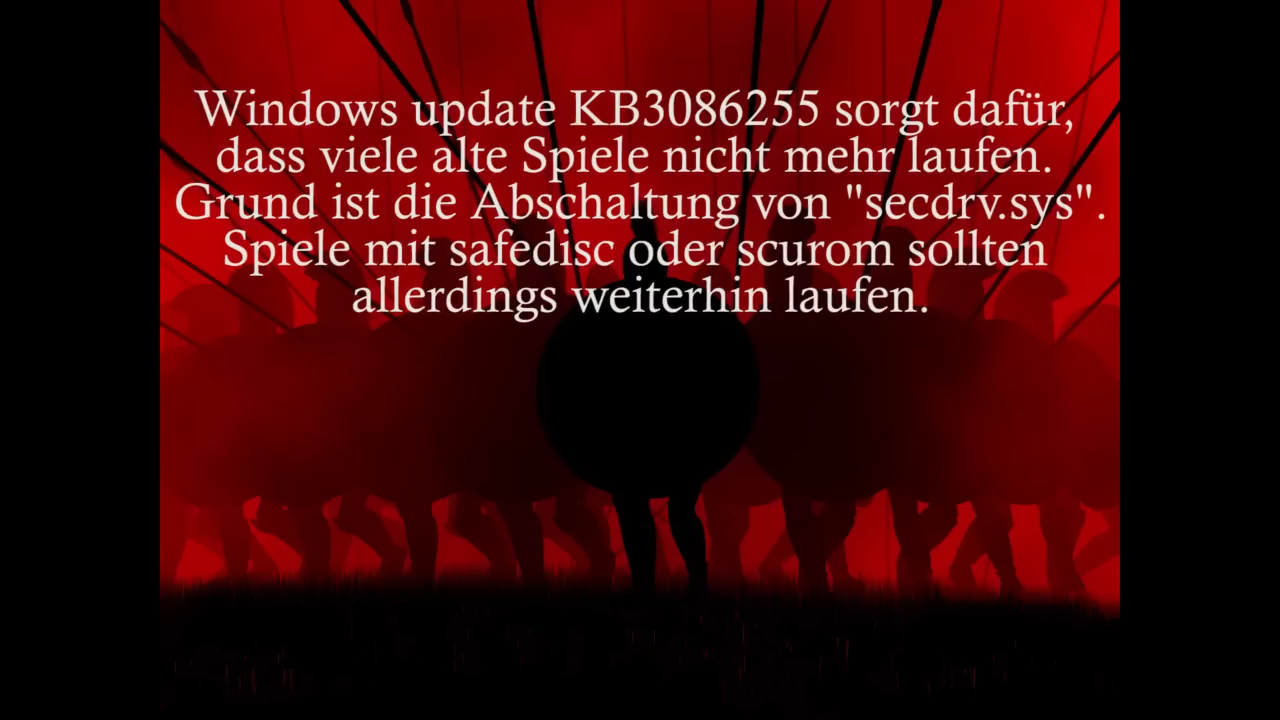 Windows update KB3086255 sorgt dafür,
dass viele alte Spiele nicht mehr laufen.
Grund ist die Abschaltung von "secdrv.sys".
Spiele mit safedisc oder scurom sollten
allerdings weiterhin laufen.